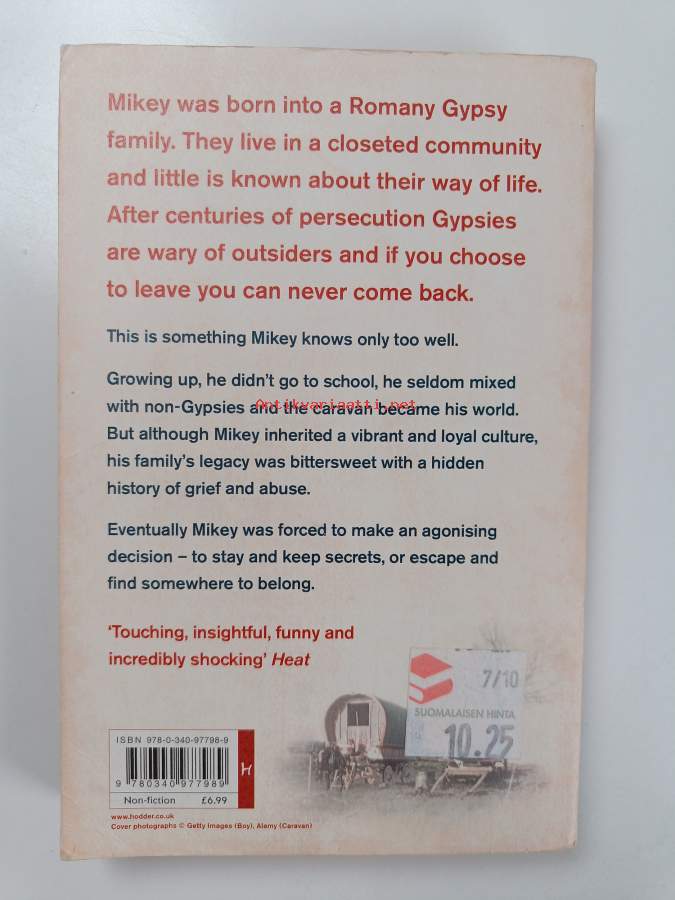 Mikey was born into a Romany Gypsy
family. They live in a closeted community
and little is known about their way of life.
After centuries of persecution Gypsies
are wary of outsiders and if you choose
to leave you can never come back.
This is something Mikey knows only too well.
Growing up, he didn't go to school, he seldom mixed
with non-Gypsies and the caravan became his world.
Antikvariaatti.net
But although Mikey inherited a vibrant and loyal culture,
his family's legacy was bittersweet with a hidden
history of grief and abuse.
Eventually Mikey was forced to make an agonising
decision – to stay and keep secrets, or escape and
find somewhere to belong.
'Touching, insightful, funny and
incredibly shocking' Heat
7/10
SUOMALAISEN HINTA
10.25
ISBN 978-0-340-97798-9
9 780340 977989
Non-fiction £6.99
H
www.hodder.co.uk
Cover photographs © Getty Images (Boy), Alamy (Caravan)